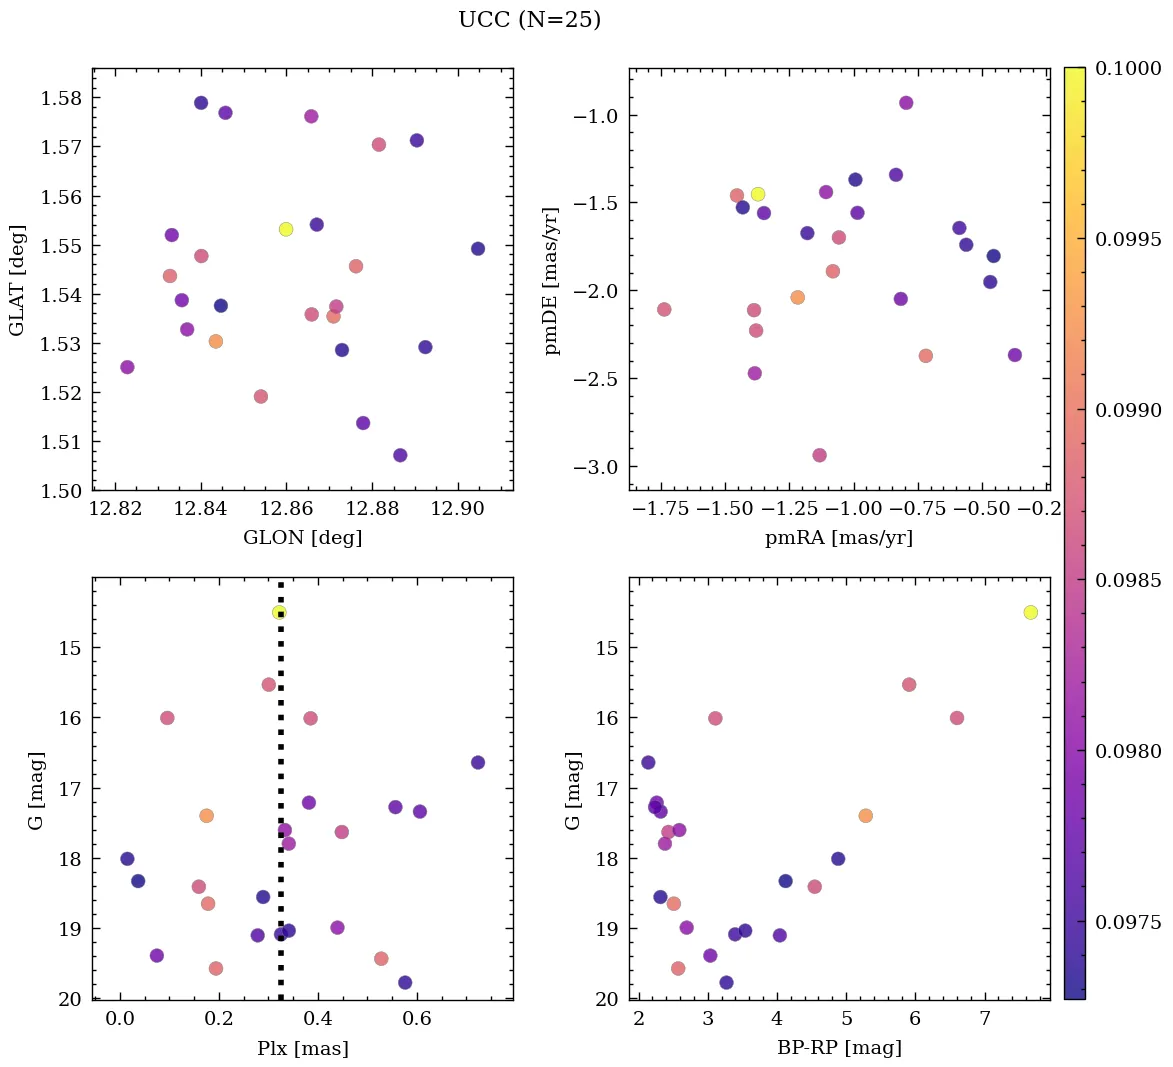 UCC (N=25)
1.58
1.57
1.56
1.55
1.54
1.53
1.52
1.51
1.50
GLAT [deg]
12.82 12.84 12.86 12.88 12.90
GLON [deg]
−1.0
−1.5
−2.0
−2.5
−3.0
pmDE [mas/yr]
−1.75 −1.50 −1.25 −1.00 −0.75 −0.50 −0.2
pmRA [mas/yr]
0.1000
0.0995
0.0990
0.0985
0.0980
0.0975
15
16
17
18
19
20
G [mag]
0.0 0.2 0.4 0.6
Plx [mas]
15
16
17
18
19
20
G [mag]
2 3 4 5 6 7
BP-RP [mag]